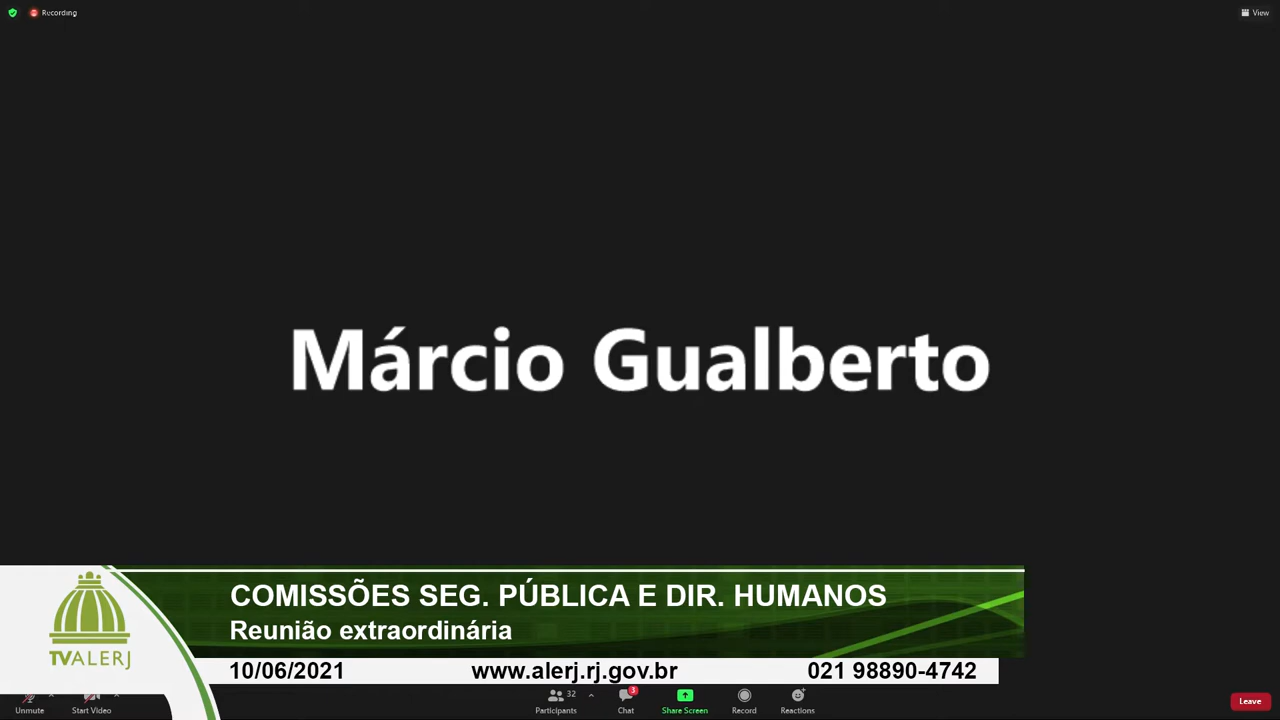 Recording
View
Márcio Gualberto
COMISSÕES SEG. PÚBLICA E DIR. HUMANOS
Reunião extraordinária
TVALERJ
10/06/2021 www.alerj.rj.gov.br 021 98890-4742
32
3
Unmute Start Video Participants Chat Share Screen Record Reactions Leave